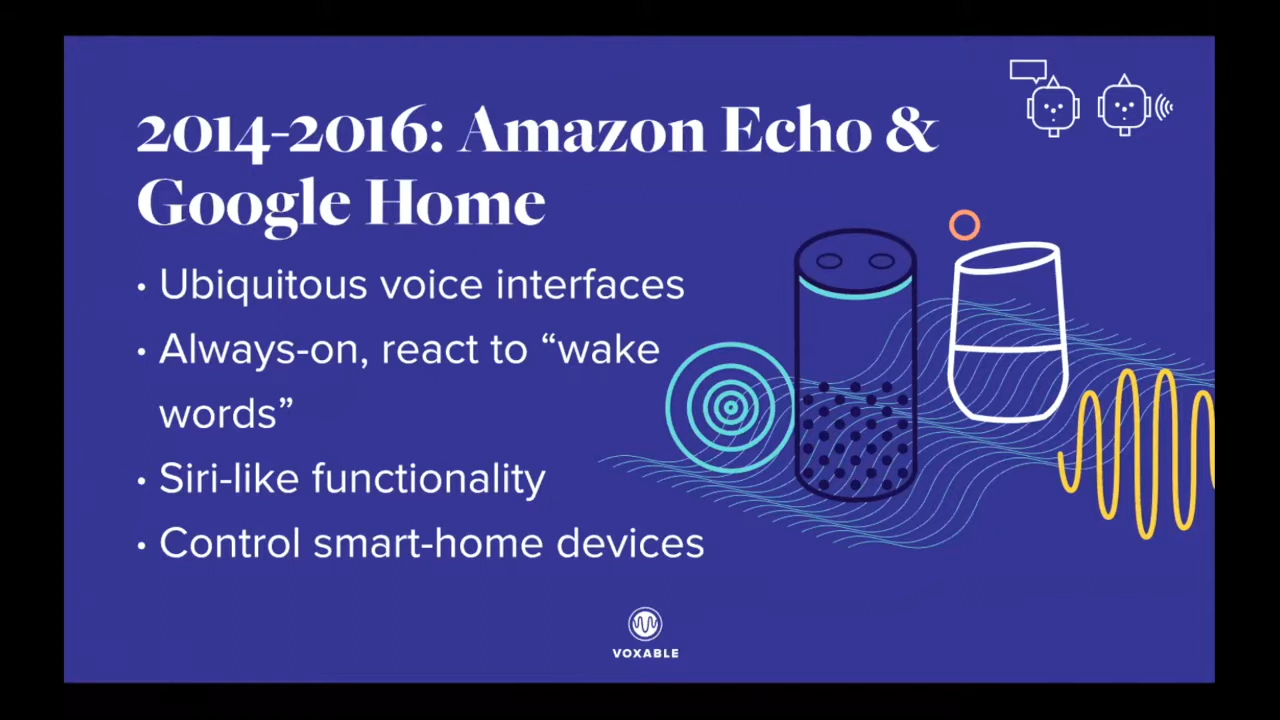 2014-2016: Amazon Echo &
Google Home
• Ubiquitous voice interfaces
• Always-on, react to “wake
words”
• Siri-like functionality
• Control smart-home devices
VOXABLE